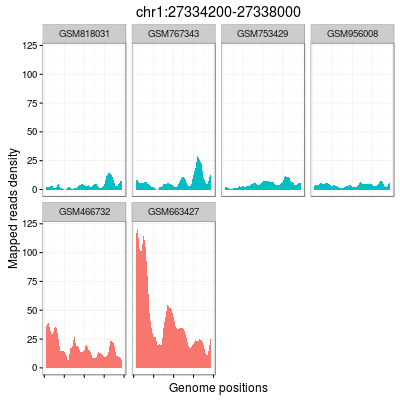 chr1:27334200-27338000
GSM818031 GSM767343 GSM753429 GSM956008
125
100
75
50
25
0
Mapped reads density
GSM466732 GSM663427
125
100
75
50
25
0
Genome positions